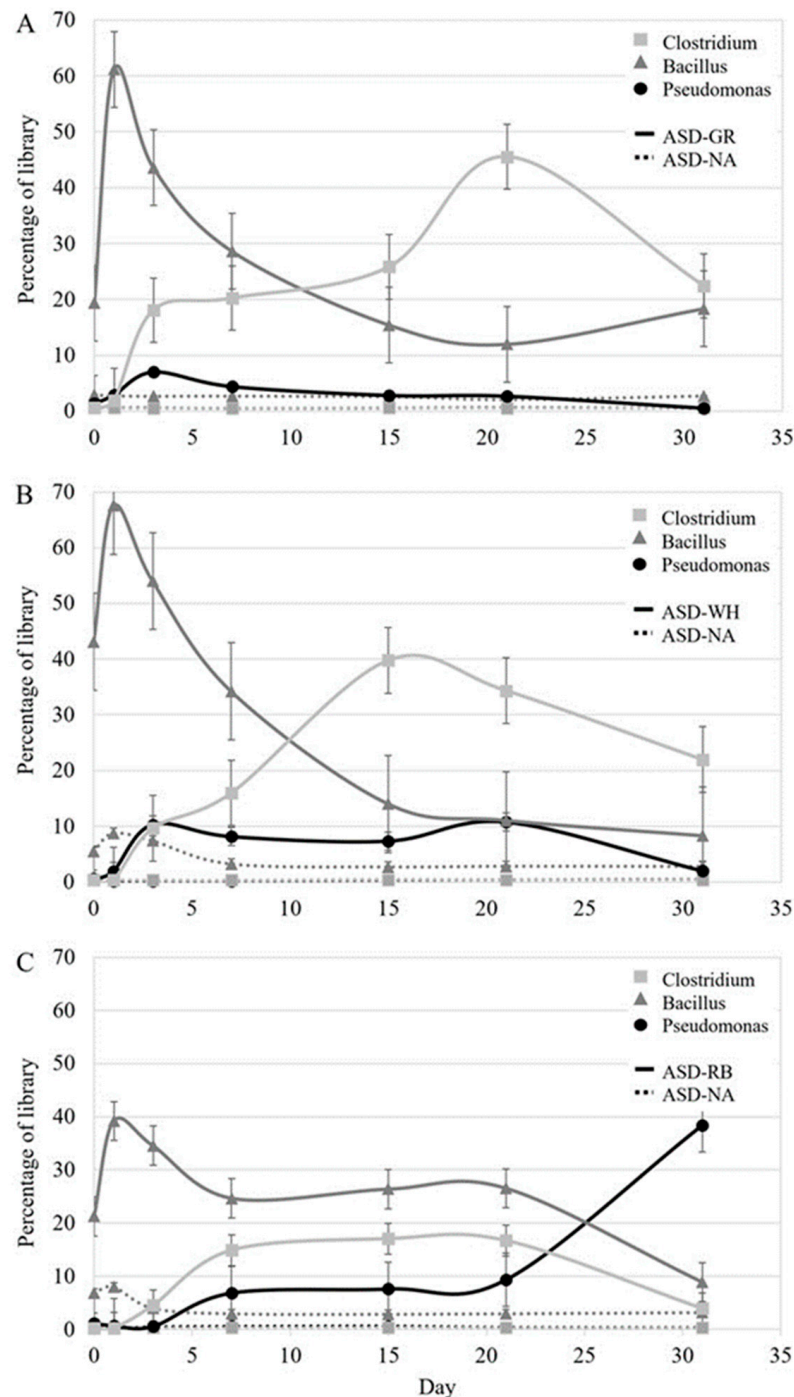 A
70
60
50
40
30
20
10
0
Percentage of library
Clostridium
Bacillus
Pseudomonas
ASD-GR
ASD-NA
0 5 10 15 20 25 30 35
B
70
60
50
40
30
20
10
0
Percentage of library
Clostridium
Bacillus
Pseudomonas
ASD-WH
ASD-NA
0 5 10 15 20 25 30 35
C
70
60
50
40
30
20
10
0
Percentage of library
Clostridium
Bacillus
Pseudomonas
ASD-RB
ASD-NA
0 5 10 15 20 25 30 35
Day